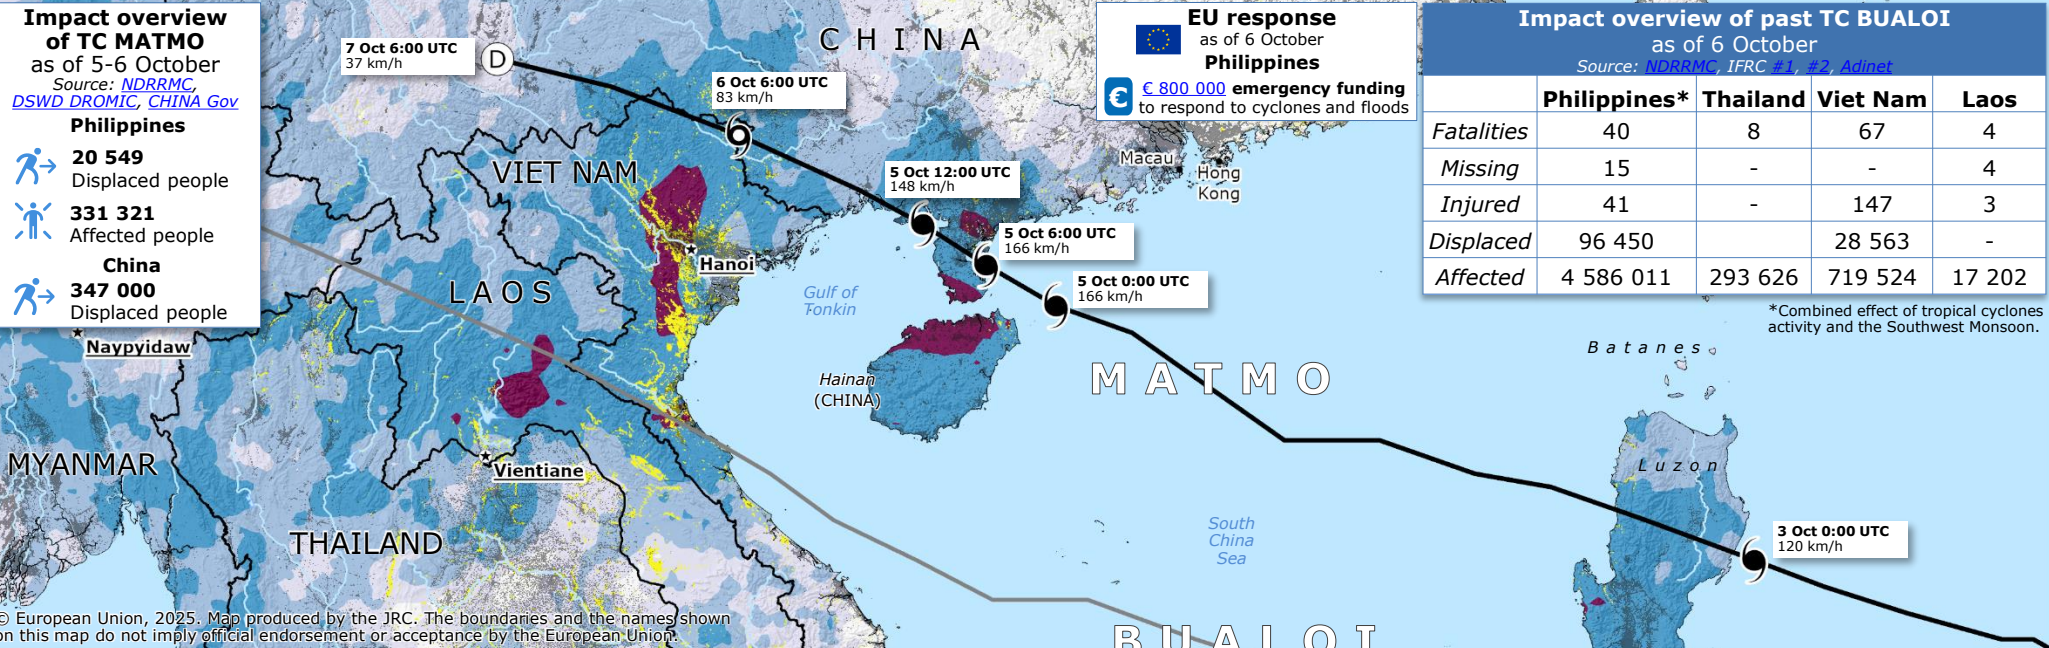 Impact overview
of TC MATMO
as of 5-6 October
Source: NDRRMC,
DSWD DROMIC, CHINA Gov
Philippines
20 549
Displaced people
331 321
Affected people
China
347 000
Displaced people
7 Oct 6:00 UTC
37 km/h
D
CHINA
6 Oct 6:00 UTC
83 km/h
EU response
as of 6 October
Philippines
€
€ 800 000 emergency funding
to respond to cyclones and floods
Impact overview of past TC BUALOI
as of 6 October
Source: NDRRMC, IFRC #1, #2, Adinet
Philippines* Thailand Viet Nam Laos
Fatalities 40 8 67 4
Missing 15 - - 4
Injured 41 - 147 3
Displaced 96 450 28 563 -
Affected 4 586 011 293 626 719 524 17 202
*Combined effect of tropical cyclones
activity and the Southwest Monsoon.
VIET NAM
5 Oct 12:00 UTC
148 km/h
Macau
Hong
Kong
5 Oct 6:00 UTC
166 km/h
Hanoi
5 Oct 0:00 UTC
166 km/h
LAOS
Gulf of
Tonkin
Naypyidaw
Batanes
Hainan
(CHINA)
MATMO
MYANMAR
Vientiane
Luzon
THAILAND
South
China
Sea
3 Oct 0:00 UTC
120 km/h
© European Union, 2025. Map produced by the JRC. The boundaries and the names shown
on this map do not imply official endorsement or acceptance by the European Union.
BUALOI